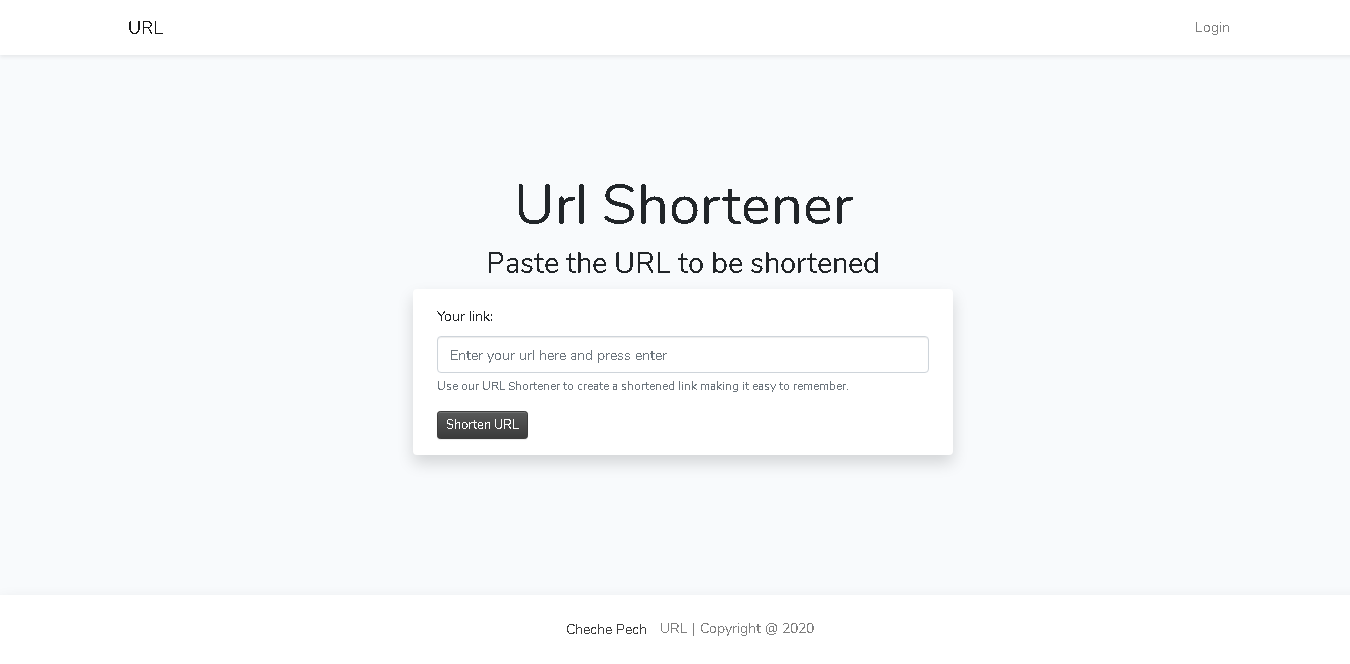 URL
Login
Url Shortener
Paste the URL to be shortened
Your link:
Enter your url here and press enter
Use our URL Shortener to create a shortened link making it easy to remember.
Shorten URL
Cheche Pech URL | Copyright @ 2020